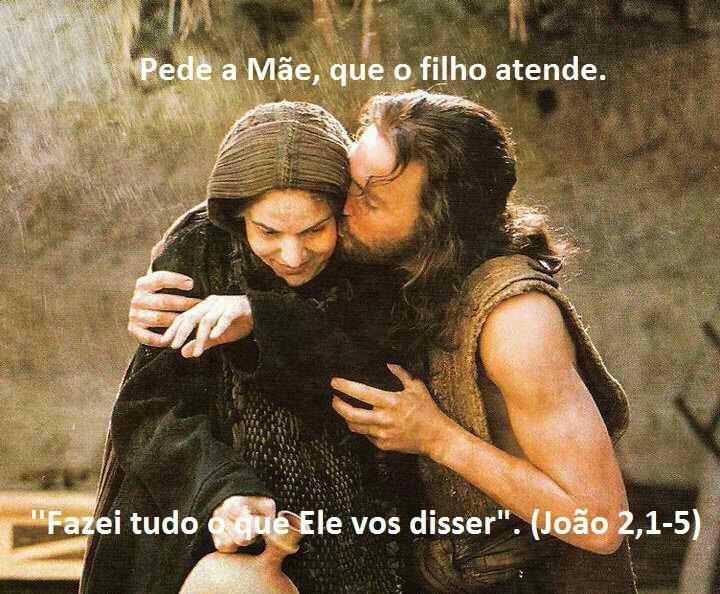 Pede a Mãe, que o filho atende.
"Fazei tudo o que Ele vos disser". (João 2,1-5)